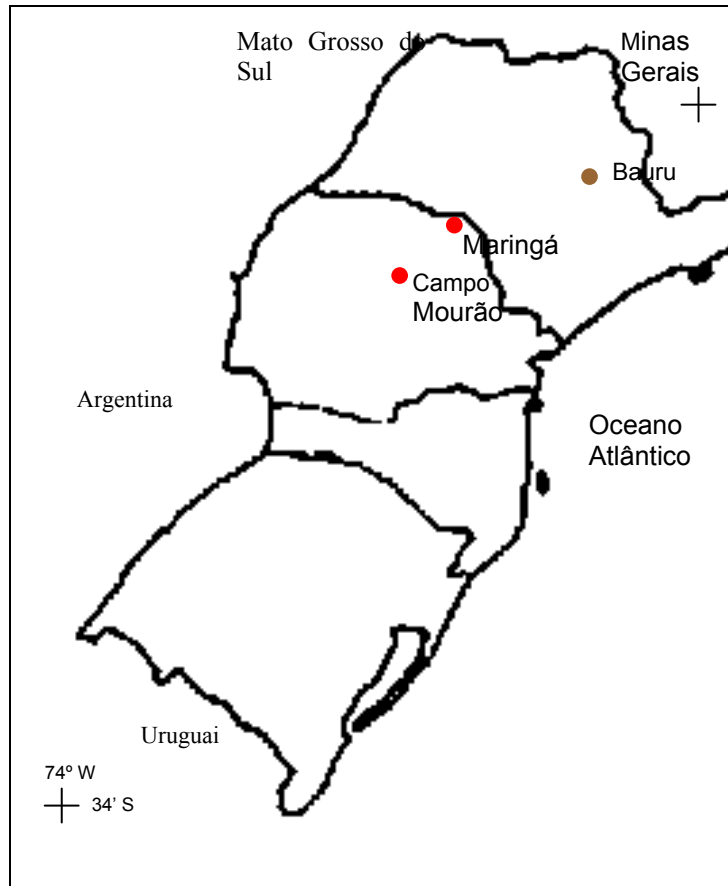 Mato Grosso do
Sul
Minas
Gerais
Bauru
Maringá
Campo
Mourão
Argentina
Oceano
Atlântico
Uruguai
74º W
34' S